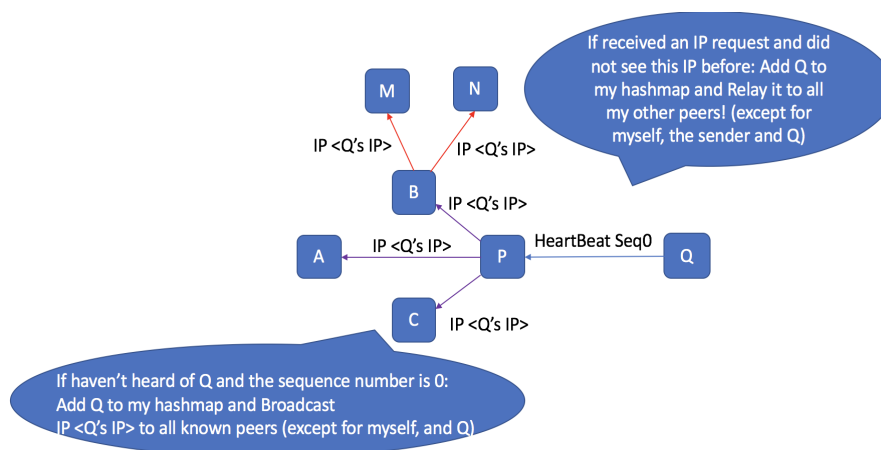 If received an IP request and did
not see this IP before: Add Q to
my hashmap and Relay it to all
my other peers! (except for
myself, the sender and Q)
M
N
IP <Q's IP>
IP <Q's IP>
B
IP <Q's IP>
A
IP <Q's IP>
P
HeartBeat Seq0
Q
C
IP <Q's IP>
If haven't heard of Q and the sequence number is 0:
Add Q to my hashmap and Broadcast
IP <Q's IP> to all known peers (except for myself, and Q)